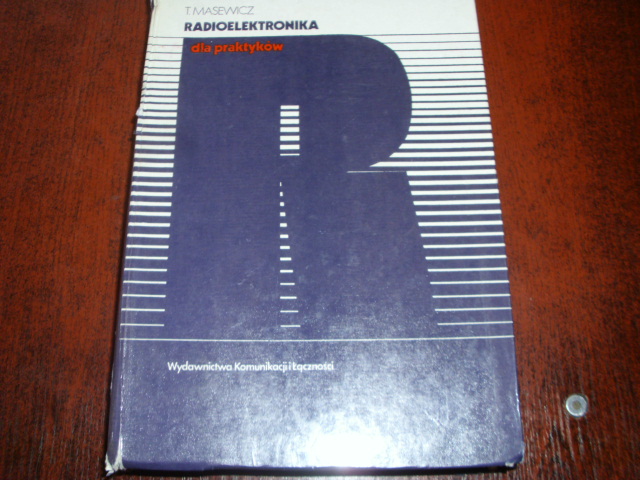 T. MASEWICZ
RADIOELEKTRONIKA
dla praktyków
R
Wydawnictwa Komunikacji i Łączności